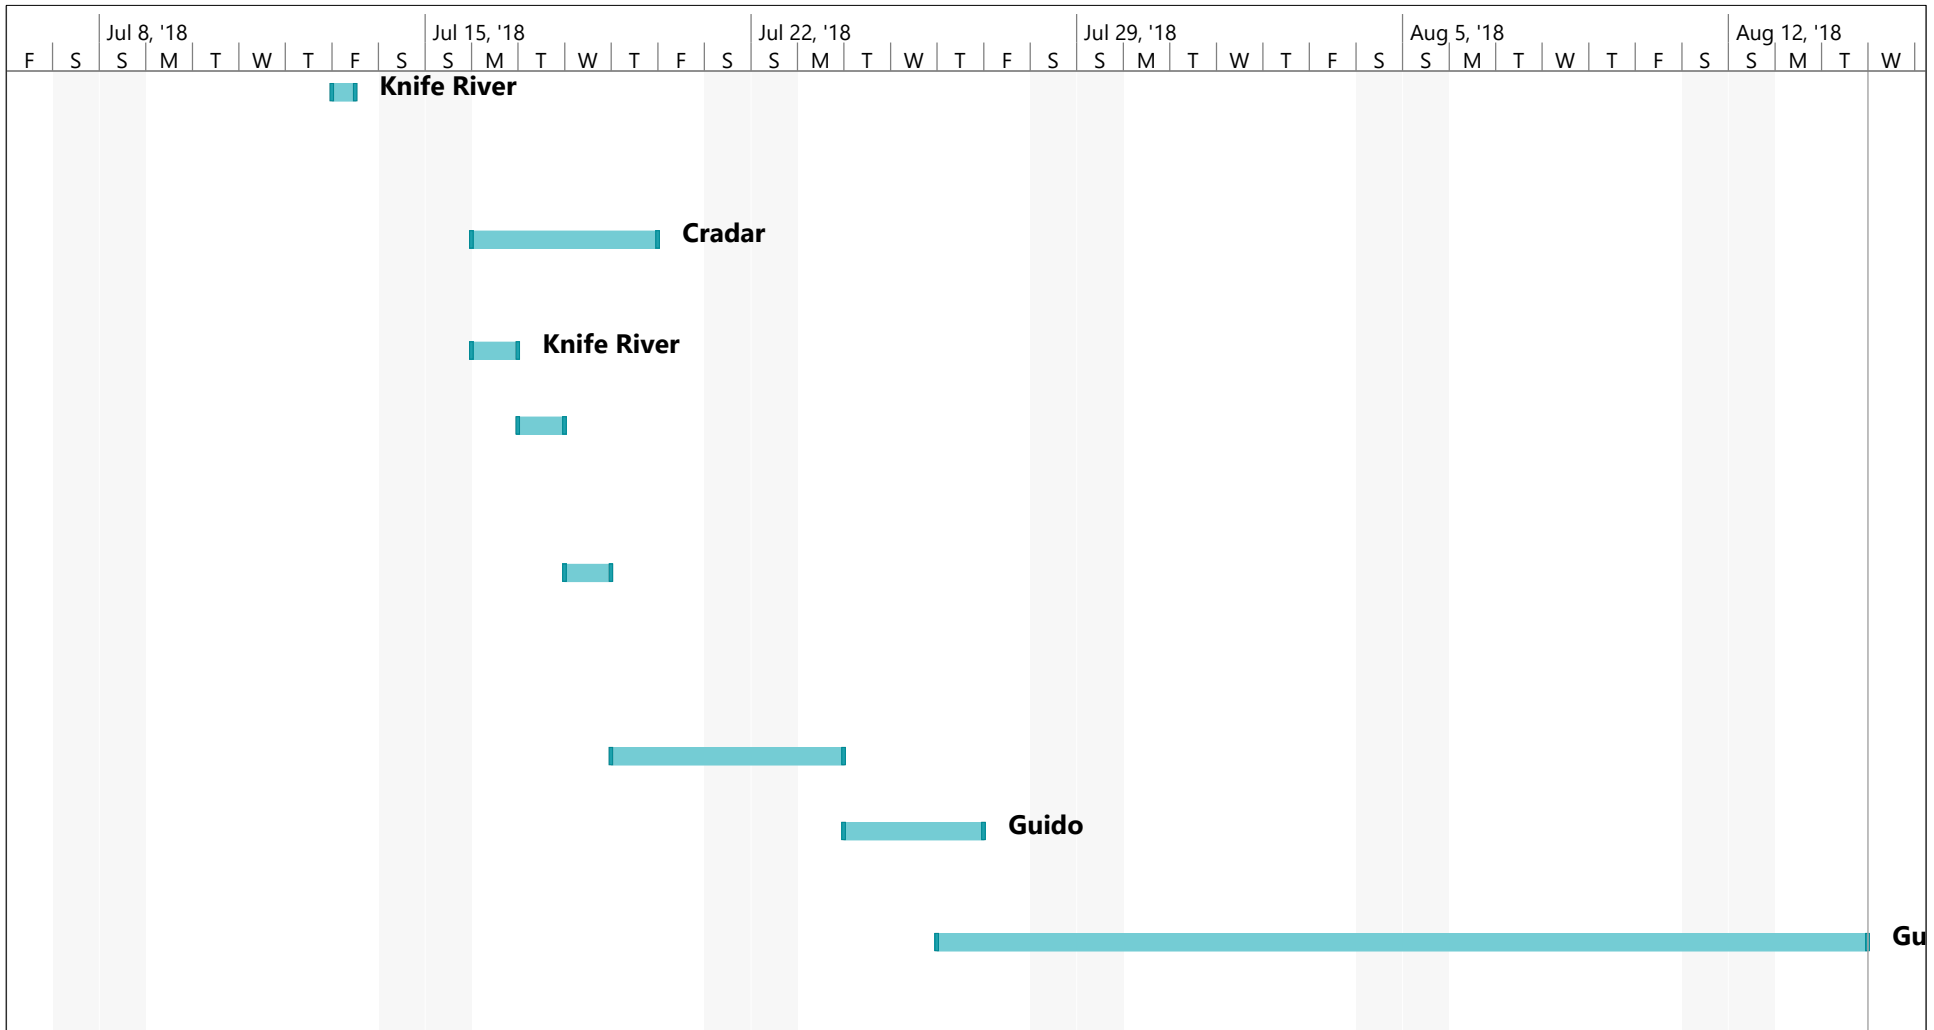 Jul 8, '18 Jul 15, '18 Jul 22, '18 Jul 29, '18 Aug 5, '18 Aug 12, '18
F S S M T W T F S S M T W T F S S M T W T F S S M T W T F S S M T W T F S S M T W
Knife River
Cradar
Knife River
Guido
Gu